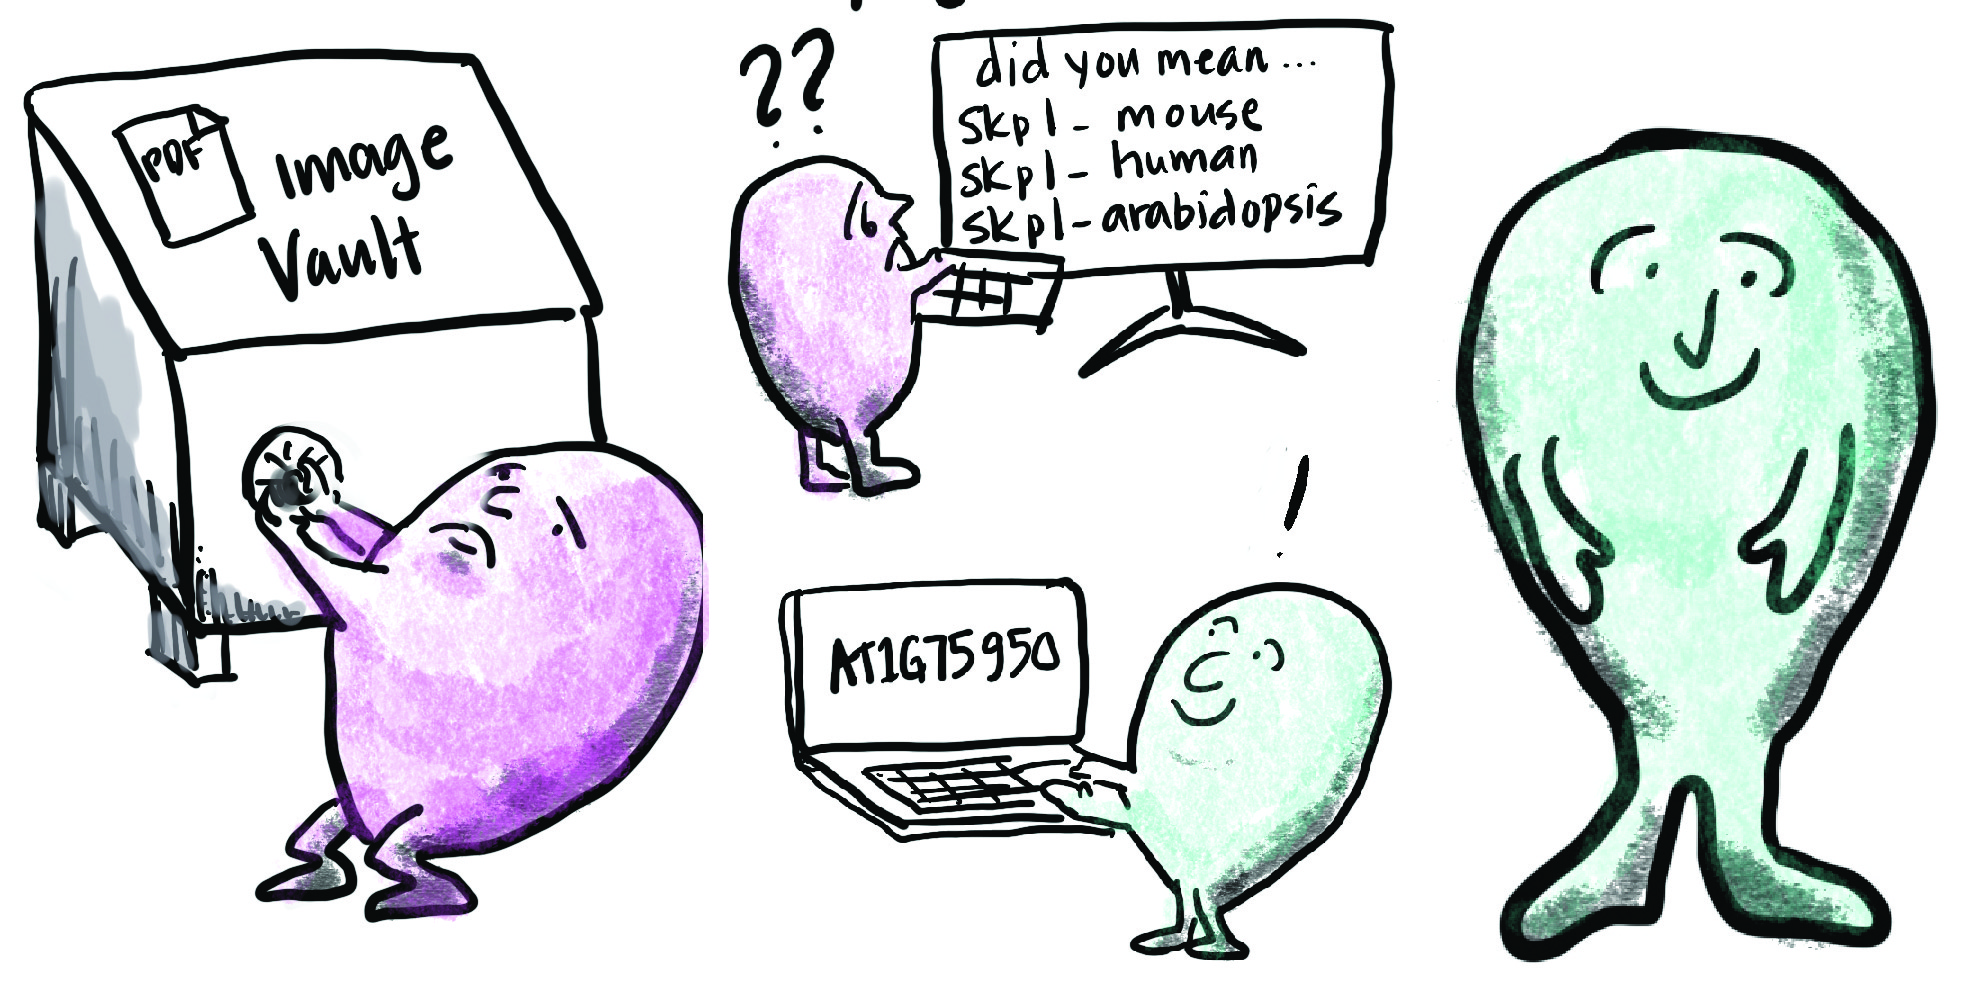 PDF
Image
Vault
??
did you mean...
skp1- mouse
skp1- human
skp1-arabidopsis
!
AT1G75950